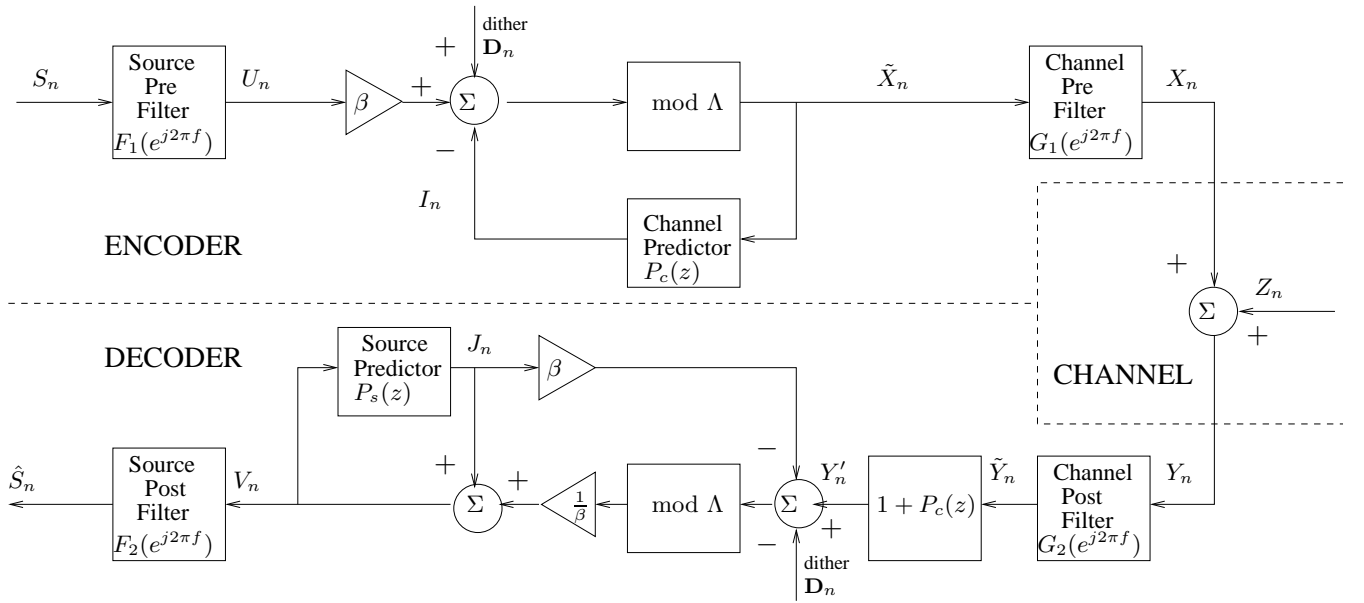 dither
D_n
S_n
Source
Pre
Filter
F_1(e^{j2πf})
U_n
β
+
+
−
Σ
mod Λ
X̃_n
Channel
Pre
Filter
G_1(e^{j2πf})
X_n
I_n
Channel
Predictor
P_c(z)
ENCODER
+
Σ
Z_n
+
CHANNEL
DECODER
Source
Predictor
P_s(z)
J_n
β
Ŝ_n
Source
Post
Filter
F_2(e^{j2πf})
V_n
+
Σ
+
1/β
mod Λ
−
Σ
+
−
Y'_n
1 + P_c(z)
Ỹ_n
Channel
Post
Filter
G_2(e^{j2πf})
Y_n
dither
D_n